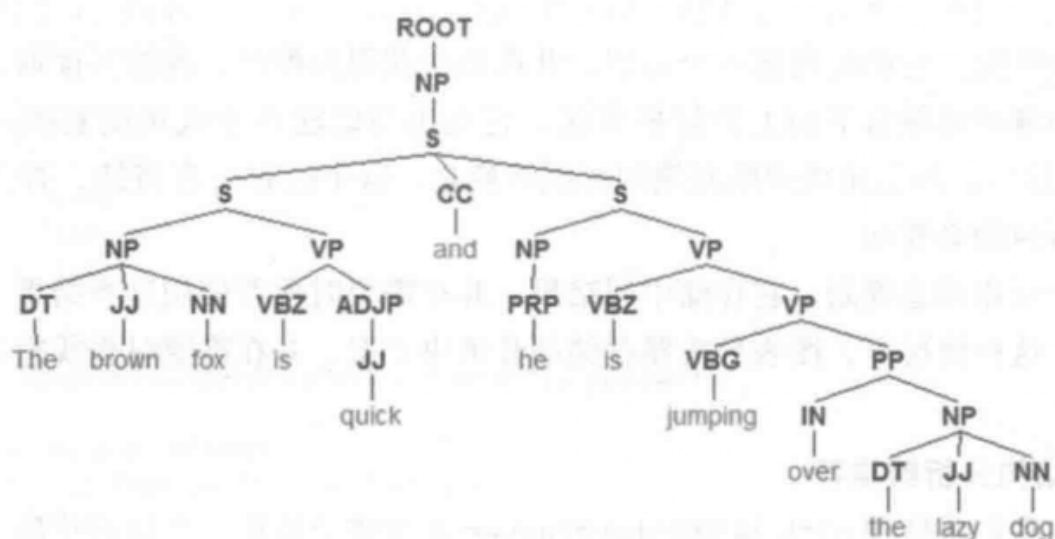 ROOT
NP
S
S CC S
NP VP and NP VP
DT JJ NN VBZ ADJP PRP VBZ VP
The brown fox is JJ he is VBG PP
quick jumping IN NP
over DT JJ NN
the lazy dog